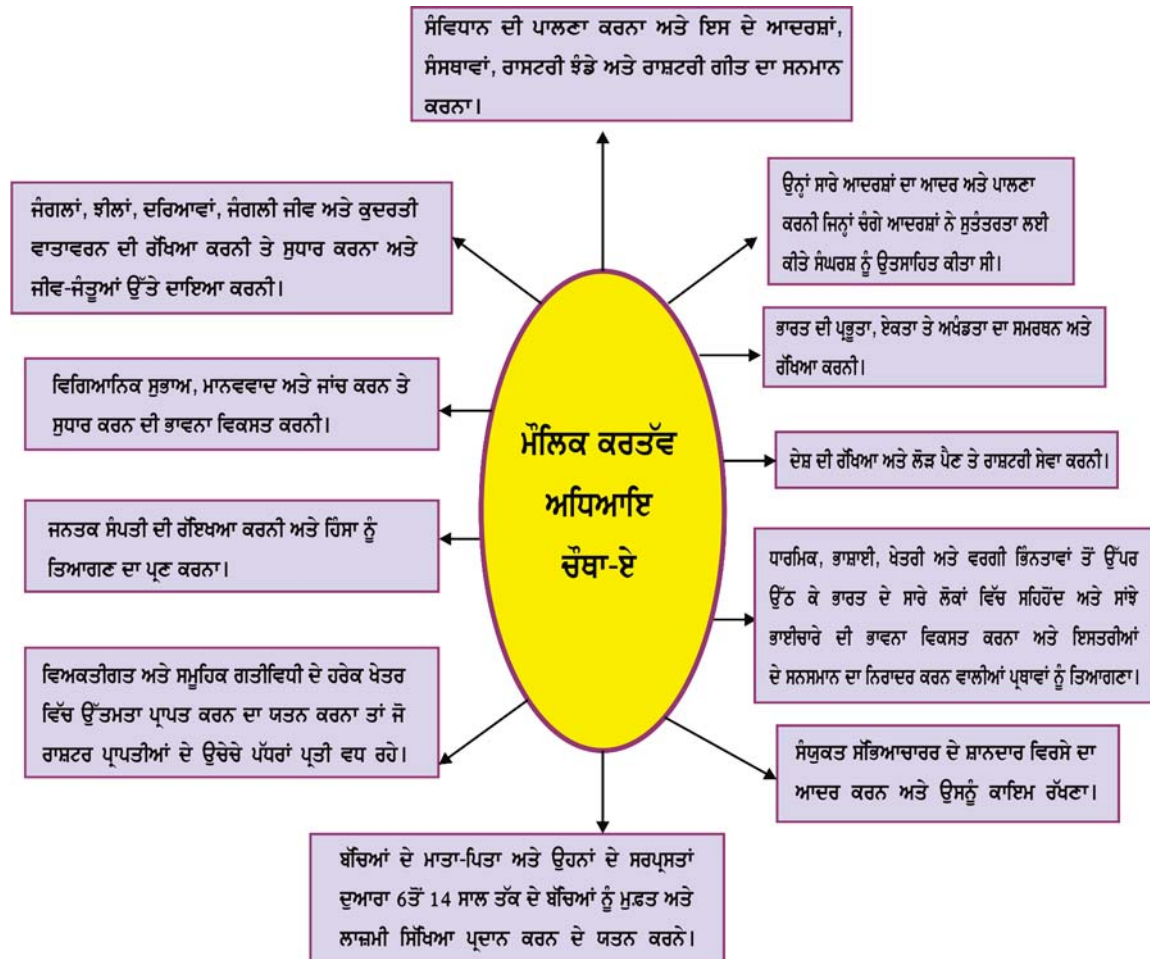 ਸੰਵਿਧਾਨ ਦੀ ਪਾਲਣਾ ਕਰਨਾ ਅਤੇ ਇਸ ਦੇ ਆਦਰਸ਼ਾਂ,
ਸੰਸਥਾਵਾਂ, ਰਾਸਟਰੀ ਝੰਡੇ ਅਤੇ ਰਾਸ਼ਟਰੀ ਗੀਤ ਦਾ ਸਨਮਾਨ
ਕਰਨਾ।
ਉਨ੍ਹਾਂ ਸਾਰੇ ਆਦਰਸ਼ਾਂ ਦਾ ਆਦਰ ਅਤੇ ਪਾਲਣਾ
ਕਰਨੀ ਜਿਨ੍ਹਾਂ ਚੰਗੇ ਆਦਰਸ਼ਾਂ ਨੇ ਸੁਤੰਤਰਤਾ ਲਈ
ਕੀਤੇ ਸੰਘਰਸ਼ ਨੂੰ ਉਤਸਾਹਿਤ ਕੀਤਾ ਸੀ।
ਭਾਰਤ ਦੀ ਪ੍ਰਭੂਤਾ, ਏਕਤਾ ਤੇ ਅਖੰਡਤਾ ਦਾ ਸਮਰਥਨ ਅਤੇ
ਰੱਖਿਆ ਕਰਨੀ।
ਦੇਸ਼ ਦੀ ਰੱਖਿਆ ਅਤੇ ਲੋੜ ਪੈਣ ਤੇ ਰਾਸ਼ਟਰੀ ਸੇਵਾ ਕਰਨੀ।
ਧਾਰਮਿਕ, ਭਾਸ਼ਾਈ, ਖੇਤਰੀ ਅਤੇ ਵਰਗੀ ਭਿੰਨਤਾਵਾਂ ਤੋਂ ਉੱਪਰ
ਉੱਠ ਕੇ ਭਾਰਤ ਦੇ ਸਾਰੇ ਲੋਕਾਂ ਵਿੱਚ ਸਹਿਹੋਂਦ ਅਤੇ ਸਾਂਝੇ
ਭਾਈਚਾਰੇ ਦੀ ਭਾਵਨਾ ਵਿਕਸਤ ਕਰਨਾ ਅਤੇ ਇਸਤਰੀਆਂ
ਦੇ ਸਨਸਮਾਨ ਦਾ ਨਿਰਾਦਰ ਕਰਨ ਵਾਲੀਆਂ ਪ੍ਰਥਾਵਾਂ ਨੂੰ ਤਿਆਗਣਾ।
ਸੰਯੁਕਤ ਸੱਭਿਆਚਾਰਰ ਦੇ ਸ਼ਾਨਦਾਰ ਵਿਰਸੇ ਦਾ
ਆਦਰ ਕਰਨ ਅਤੇ ਉਸਨੂੰ ਕਾਇਮ ਰੱਖਣਾ।
ਬੱਚਿਆਂ ਦੇ ਮਾਤਾ-ਪਿਤਾ ਅਤੇ ਉਹਨਾਂ ਦੇ ਸਰਪ੍ਰਸਤਾਂ
ਦੁਆਰਾ 6ਤੋਂ 14 ਸਾਲ ਤੱਕ ਦੇ ਬੱਚਿਆਂ ਨੂੰ ਮੁਫ਼ਤ ਅਤੇ
ਲਾਜ਼ਮੀ ਸਿੱਖਿਆ ਪ੍ਰਦਾਨ ਕਰਨ ਦੇ ਯਤਨ ਕਰਨੇ।
ਵਿਅਕਤੀਗਤ ਅਤੇ ਸਮੂਹਿਕ ਗਤੀਵਿਧੀ ਦੇ ਹਰੇਕ ਖੇਤਰ
ਵਿੱਚ ਉੱਤਮਤਾ ਪ੍ਰਾਪਤ ਕਰਨ ਦਾ ਯਤਨ ਕਰਨਾ ਤਾਂ ਜੋ
ਰਾਸ਼ਟਰ ਪ੍ਰਾਪਤੀਆਂ ਦੇ ਉਚੇਚੇ ਪੱਧਰਾਂ ਪ੍ਰਤੀ ਵਧ ਰਹੇ।
ਜਨਤਕ ਸੰਪਤੀ ਦੀ ਰੱਇਖਆ ਕਰਨੀ ਅਤੇ ਹਿੰਸਾ ਨੂੰ
ਤਿਆਗਣ ਦਾ ਪ੍ਰਣ ਕਰਨਾ।
ਵਿਗਿਆਨਿਕ ਸੁਭਾਅ, ਮਾਨਵਵਾਦ ਅਤੇ ਜਾਂਚ ਕਰਨ ਤੇ
ਸੁਧਾਰ ਕਰਨ ਦੀ ਭਾਵਨਾ ਵਿਕਸਤ ਕਰਨੀ।
ਜੰਗਲਾਂ, ਝੀਲਾਂ, ਦਰਿਆਵਾਂ, ਜੰਗਲੀ ਜੀਵ ਅਤੇ ਕੁਦਰਤੀ
ਵਾਤਾਵਰਨ ਦੀ ਰੱਖਿਆ ਕਰਨੀ ਤੇ ਸੁਧਾਰ ਕਰਨਾ ਅਤੇ
ਜੀਵ-ਜੰਤੂਆਂ ਉੱਤੇ ਦਾਇਆ ਕਰਨੀ।
ਮੌਲਿਕ ਕਰਤੱਵ
ਅਧਿਆਇ
ਚੌਥਾ-ਏ